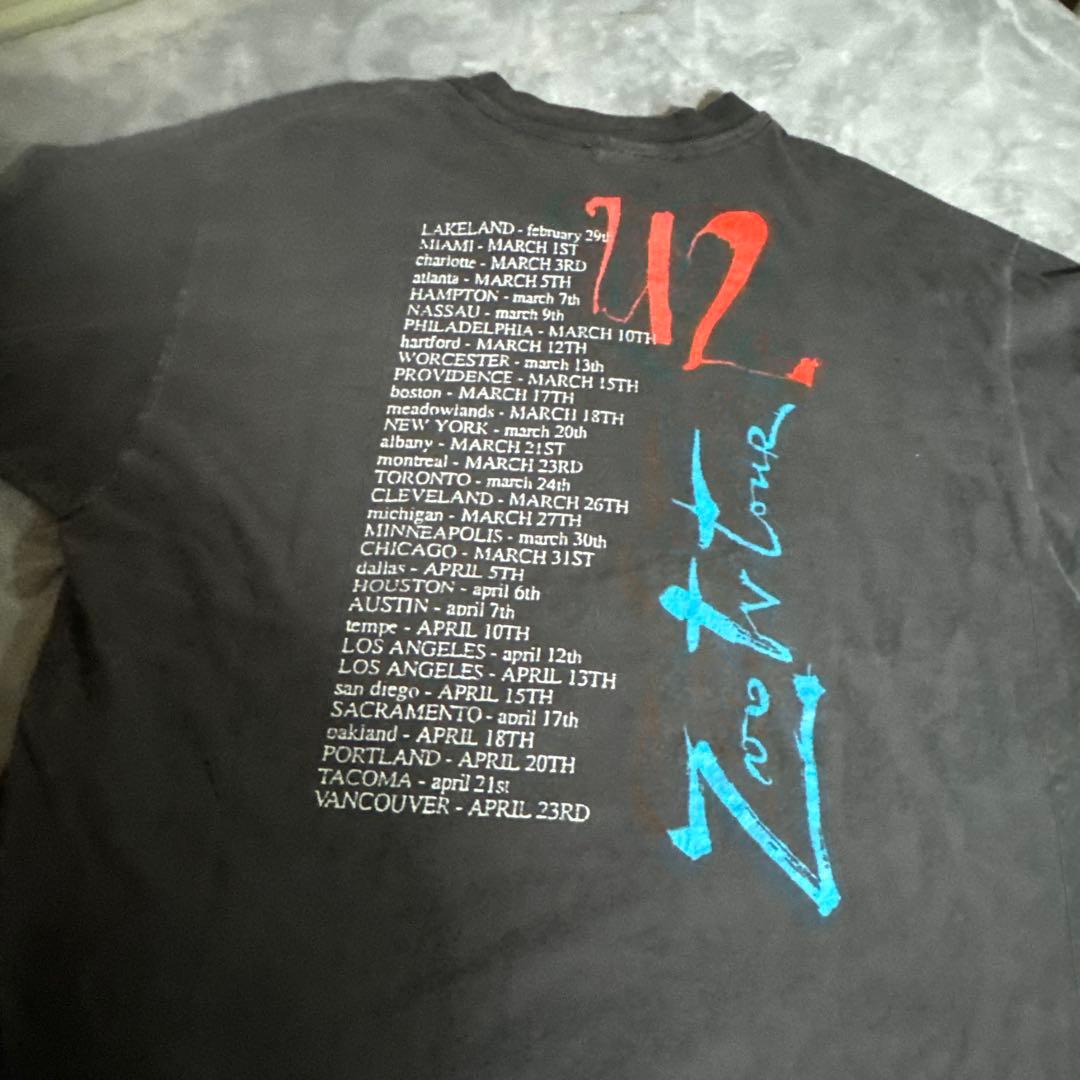 LAKELAND - february 29th
MIAMI - MARCH 1ST
charlotte - MARCH 3RD
atlanta - MARCH 5TH
HAMPTON - march 7th
NASSAU - march 9th
PHILADELPHIA - MARCH 10TH
hartford - MARCH 12TH
WORCESTER - march 13th
PROVIDENCE - MARCH 15TH
boston - MARCH 17TH
meadowlands - MARCH 18TH
NEW YORK - march 20th
albany - MARCH 21ST
montreal - MARCH 23RD
TORONTO - march 24th
CLEVELAND - MARCH 26TH
michigan - MARCH 27TH
MINNEAPOLIS - march 30th
CHICAGO - MARCH 31ST
dallas - APRIL 5TH
HOUSTON - april 6th
AUSTIN - april 7th
tempe - APRIL 10TH
LOS ANGELES - april 12th
LOS ANGELES - APRIL 13TH
san diego - APRIL 15TH
SACRAMENTO - april 17th
oakland - APRIL 18TH
PORTLAND - APRIL 20TH
TACOMA - april 21st
VANCOUVER - APRIL 23RD
U2
Zoo TV TOUR